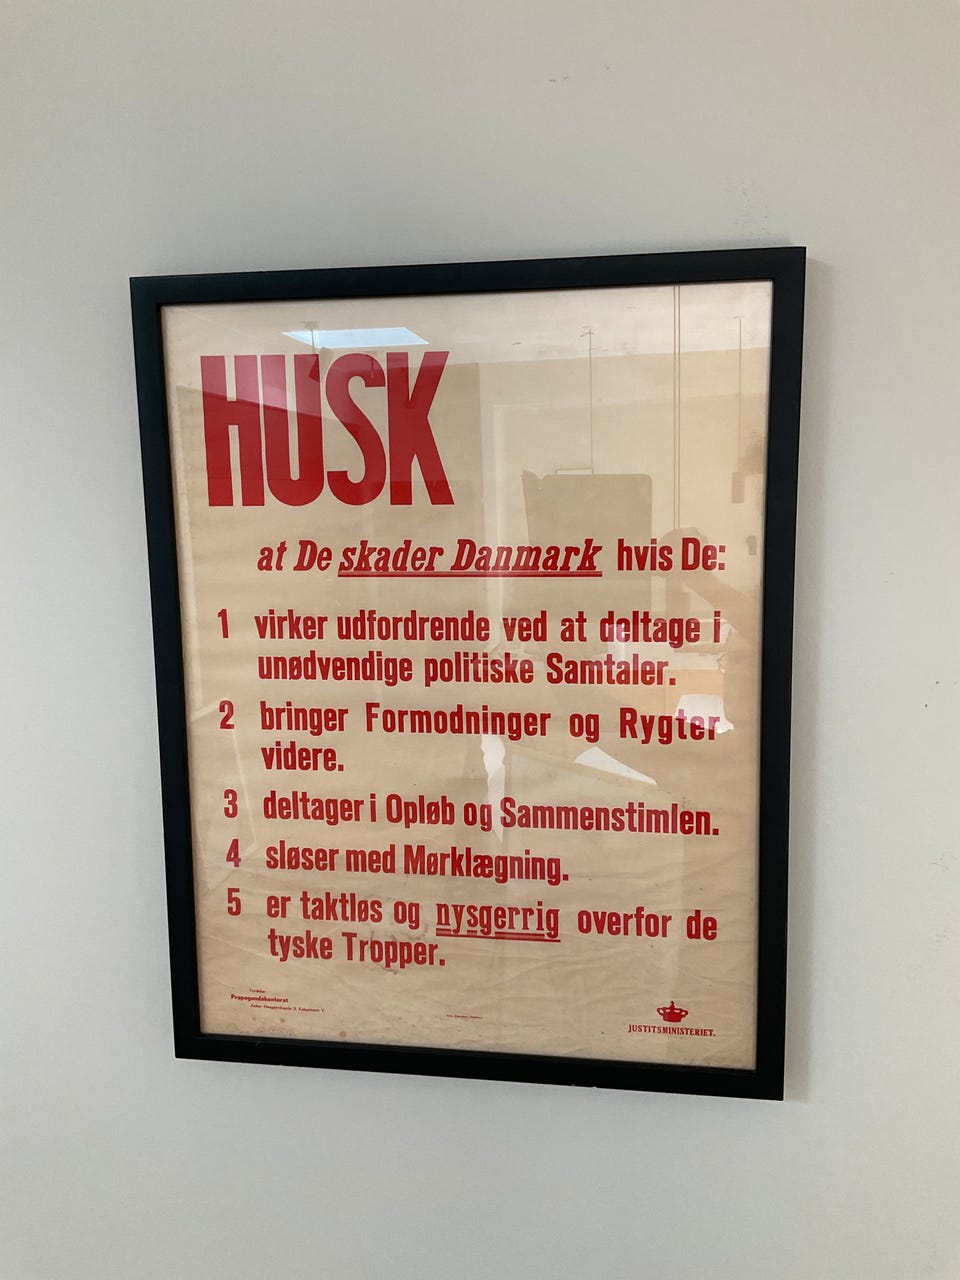 HUSK
at De skader Danmark hvis De:
1 virker udfordrende ved at deltage i
unødvendige politiske Samtaler.
2 bringer Formodninger og Rygter
videre.
3 deltager i Opløb og Sammenstimlen.
4 sløser med Mørklægning.
5 er taktløs og nysgerrig overfor de
tyske Tropper.
Propagandakontoret
JUSTITSMINISTERIET.